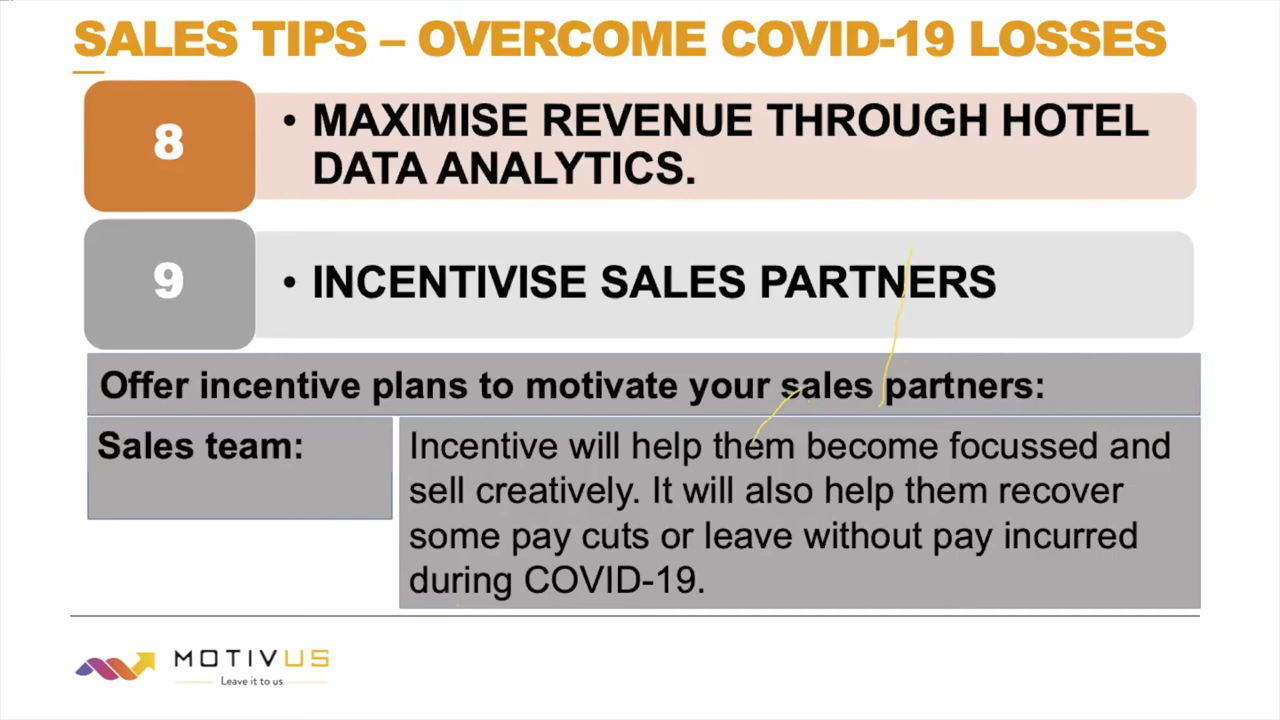 SALES TIPS – OVERCOME COVID-19 LOSSES
8
• MAXIMISE REVENUE THROUGH HOTEL
DATA ANALYTICS.
9
• INCENTIVISE SALES PARTNERS
Offer incentive plans to motivate your sales partners:
Sales team:
Incentive will help them become focussed and
sell creatively. It will also help them recover
some pay cuts or leave without pay incurred
during COVID-19.
MOTIVUS
Leave it to us